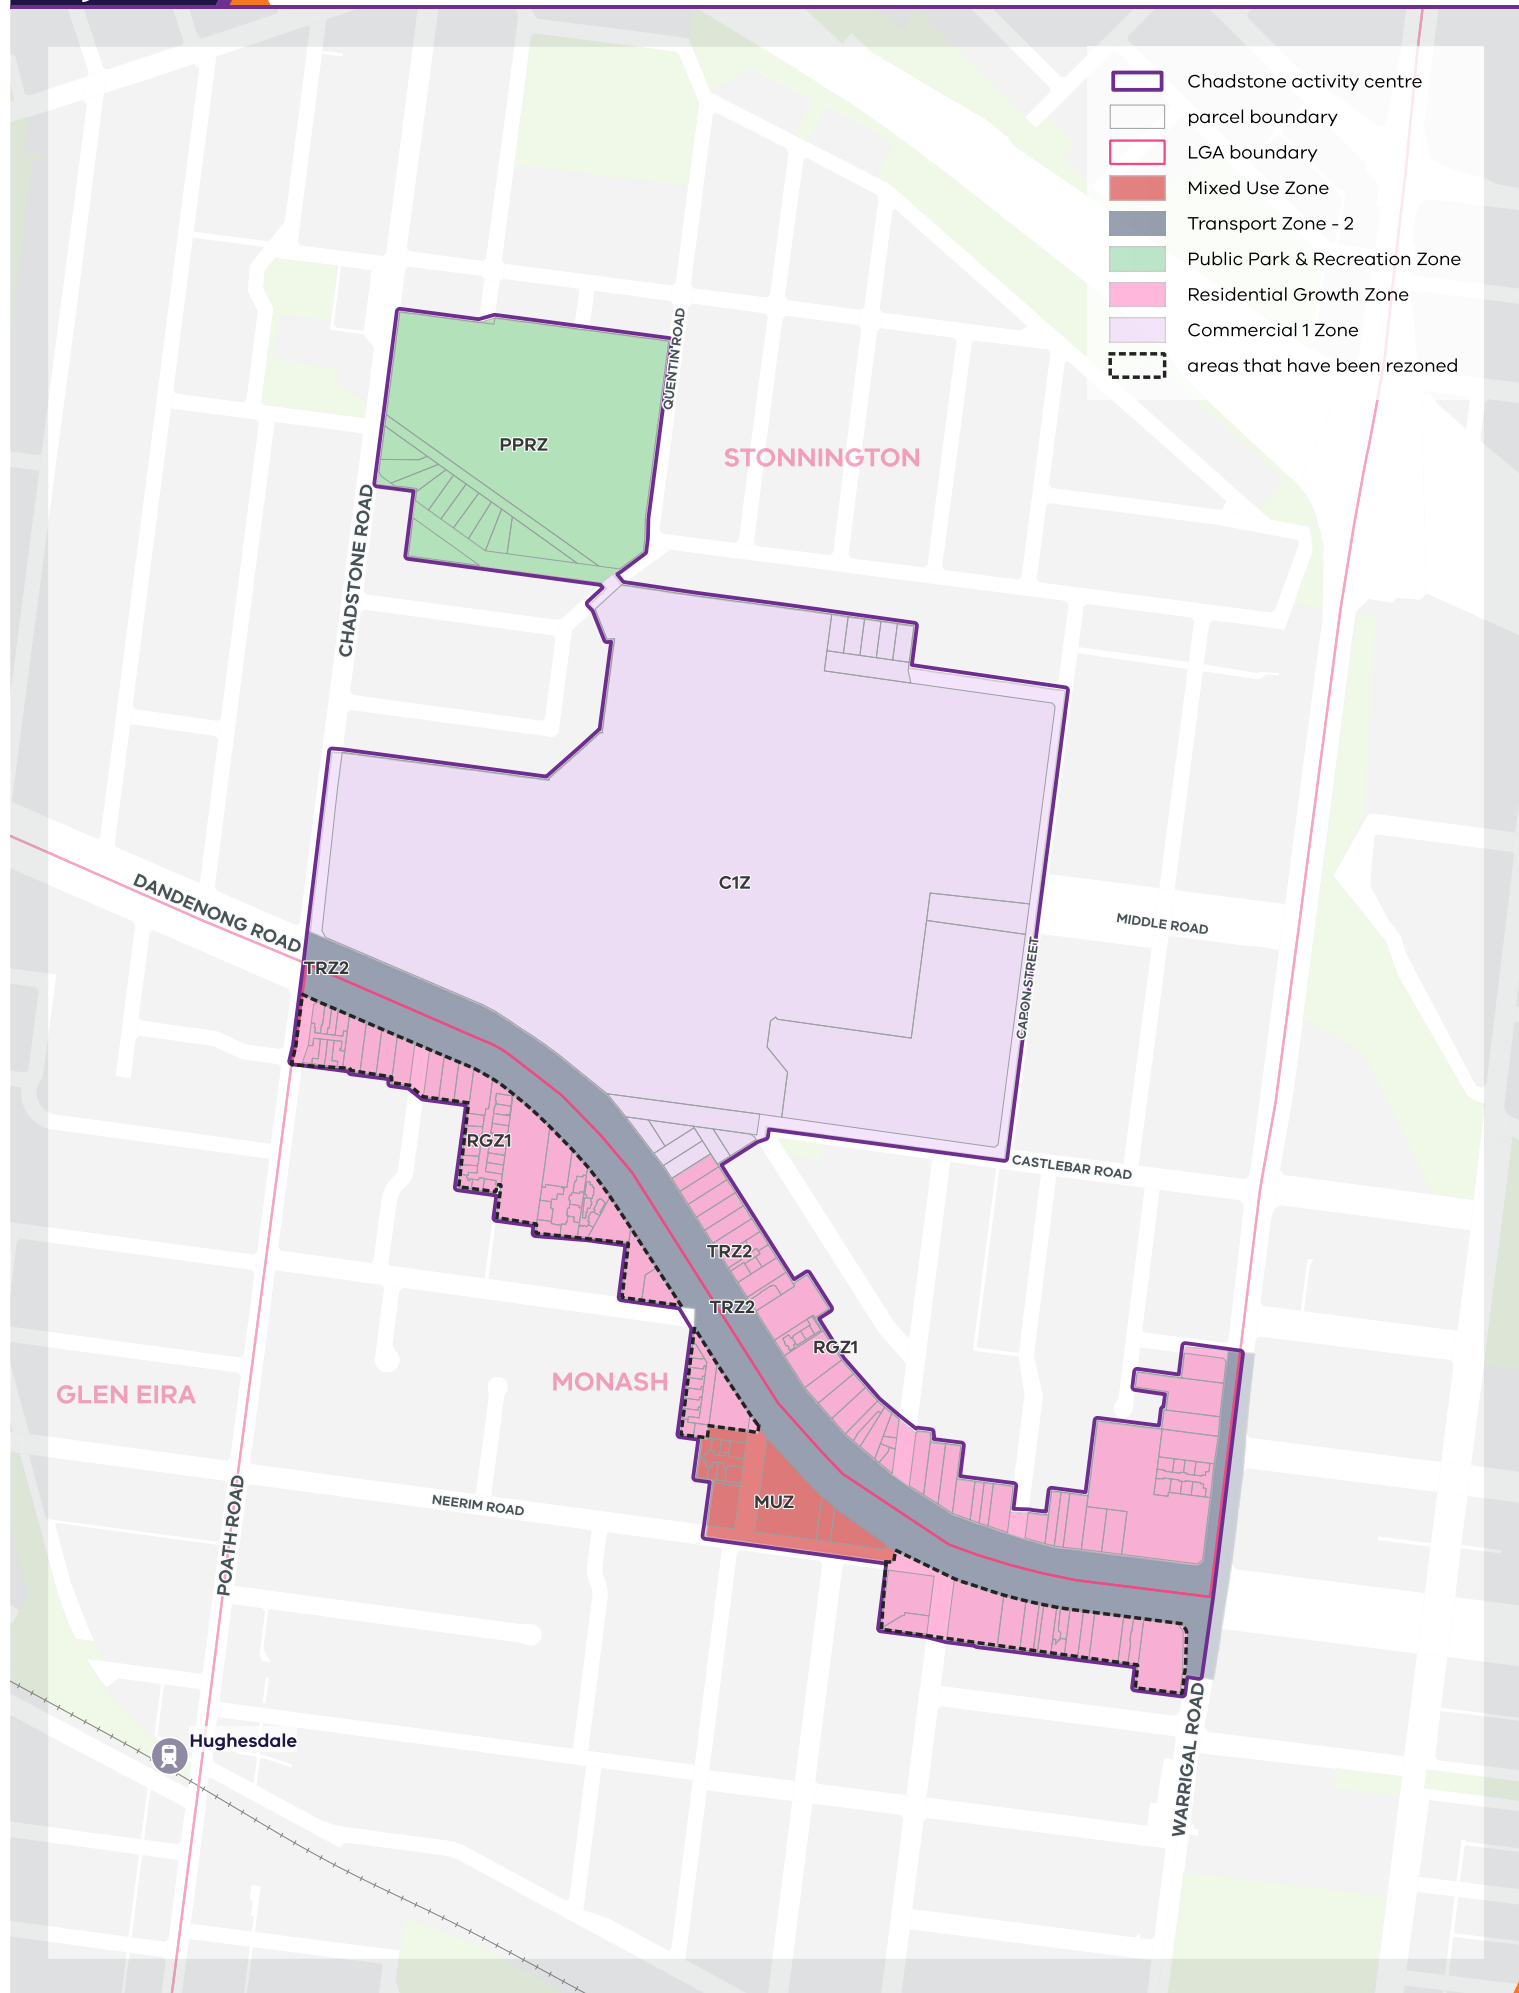 Chadstone activity centre
parcel boundary
LGA boundary
Mixed Use Zone
Transport Zone - 2
Public Park & Recreation Zone
Residential Growth Zone
Commercial 1 Zone
areas that have been rezoned
QUENTIN ROAD
PPRZ
STONNINGTON
CHADSTONE ROAD
C1Z
DANDENONG ROAD
MIDDLE ROAD
TRZ2
CAPON STREET
RGZ1
CASTLEBAR ROAD
TRZ2
TRZ2
RGZ1
MONASH
GLEN EIRA
MUZ
NEERIM ROAD
POATH ROAD
WARRIGAL ROAD
Hughesdale